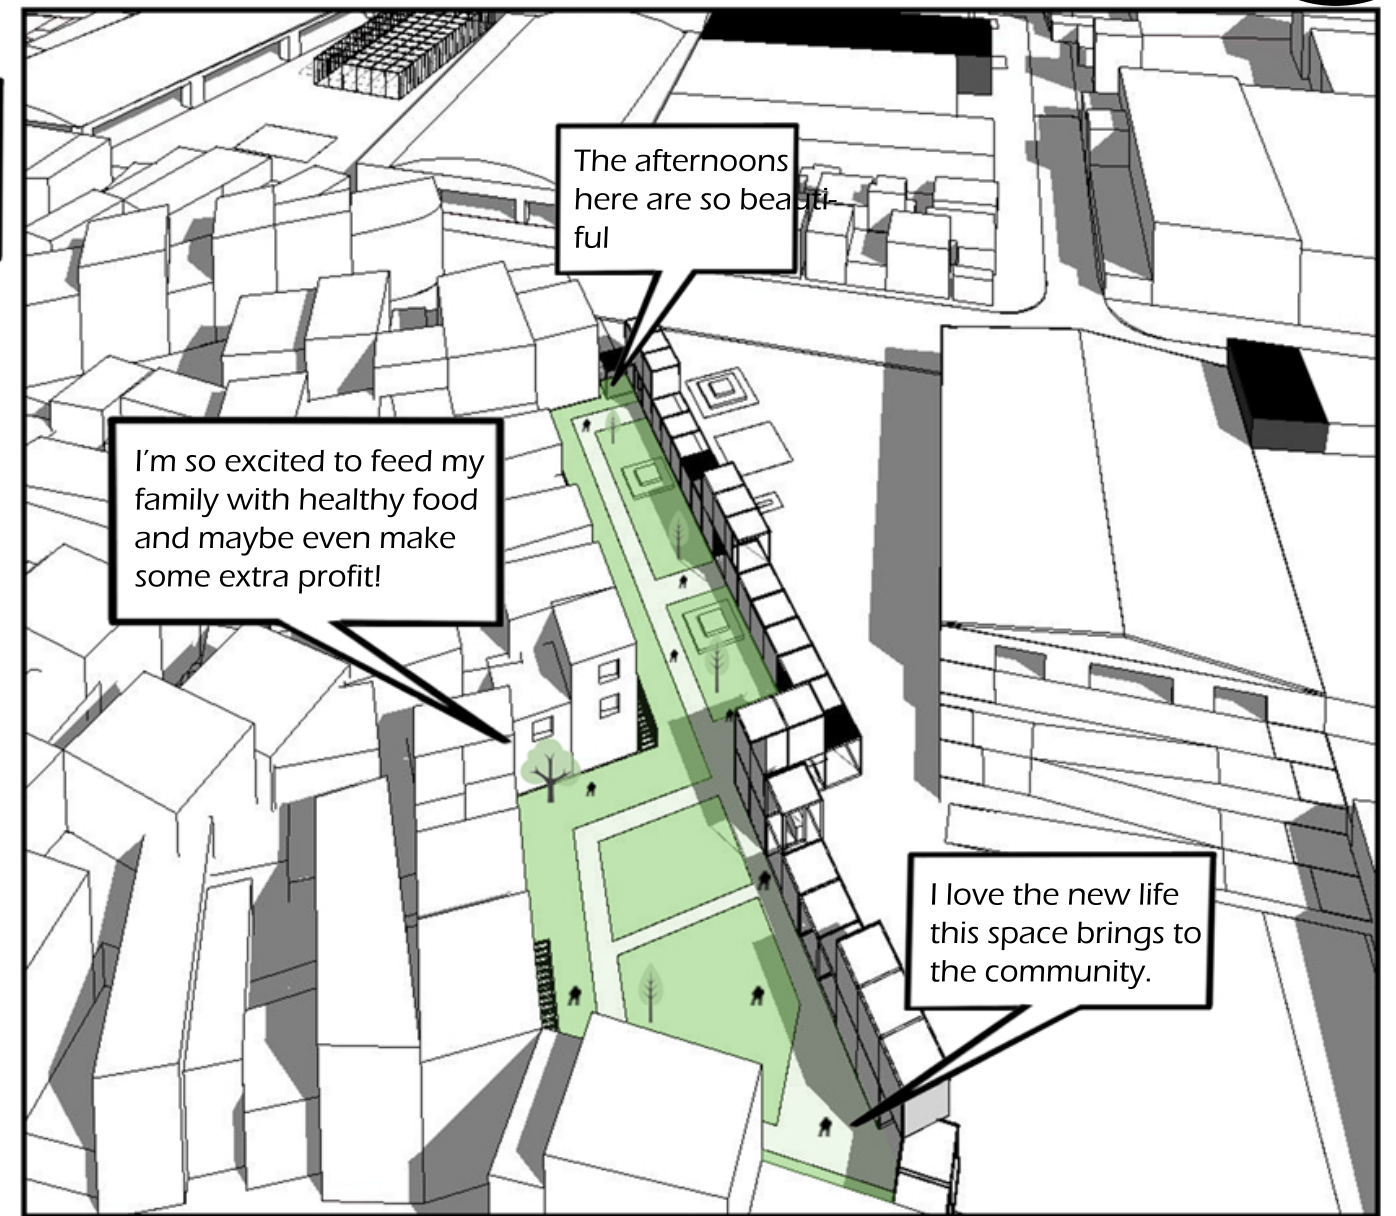 The afternoons
here are so beauti-
ful
I'm so excited to feed my
family with healthy food
and maybe even make
some extra profit!
I love the new life
this space brings to
the community.